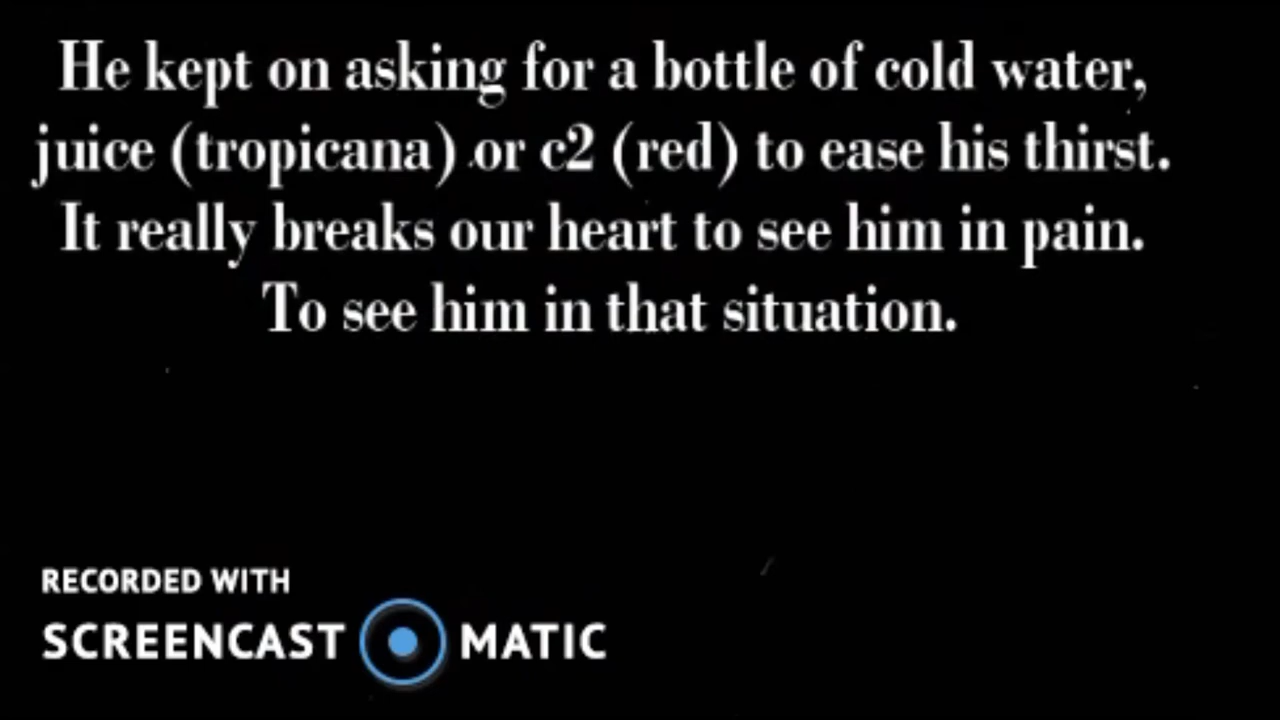 He kept on asking for a bottle of cold water,
juice (tropicana) or c2 (red) to ease his thirst.
It really breaks our heart to see him in pain.
To see him in that situation.
RECORDED WITH
SCREENCAST MATIC